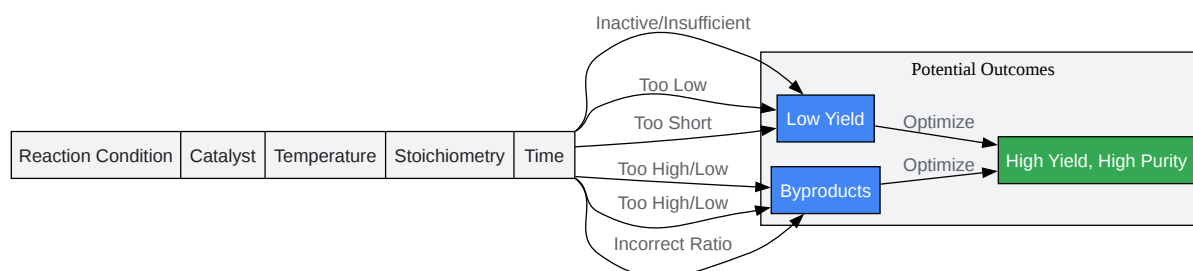 Inactive/Insufficient
Potential Outcomes
Too Low
Low Yield
Optimize
Too Short
Reaction Condition
Catalyst
Temperature
Stoichiometry
Time
High Yield, High Purity
Too High/Low
Optimize
Byproducts
Too High/Low
Incorrect Ratio